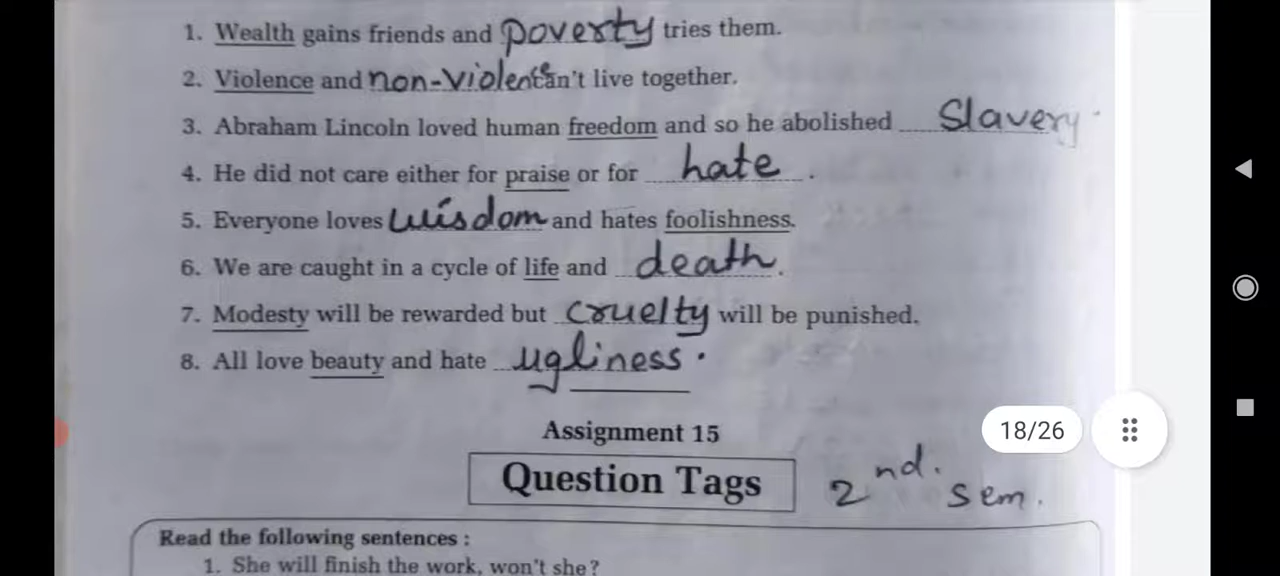 1. Wealth gains friends and poverty tries them.
2. Violence and non-violence can't live together.
3. Abraham Lincoln loved human freedom and so he abolished Slavery.
4. He did not care either for praise or for hate.
5. Everyone loves wisdom and hates foolishness.
6. We are caught in a cycle of life and death.
7. Modesty will be rewarded but cruelty will be punished.
8. All love beauty and hate ugliness.
Assignment 15
18/26
Question Tags 2nd. sem.
Read the following sentences :
1. She will finish the work, won't she?